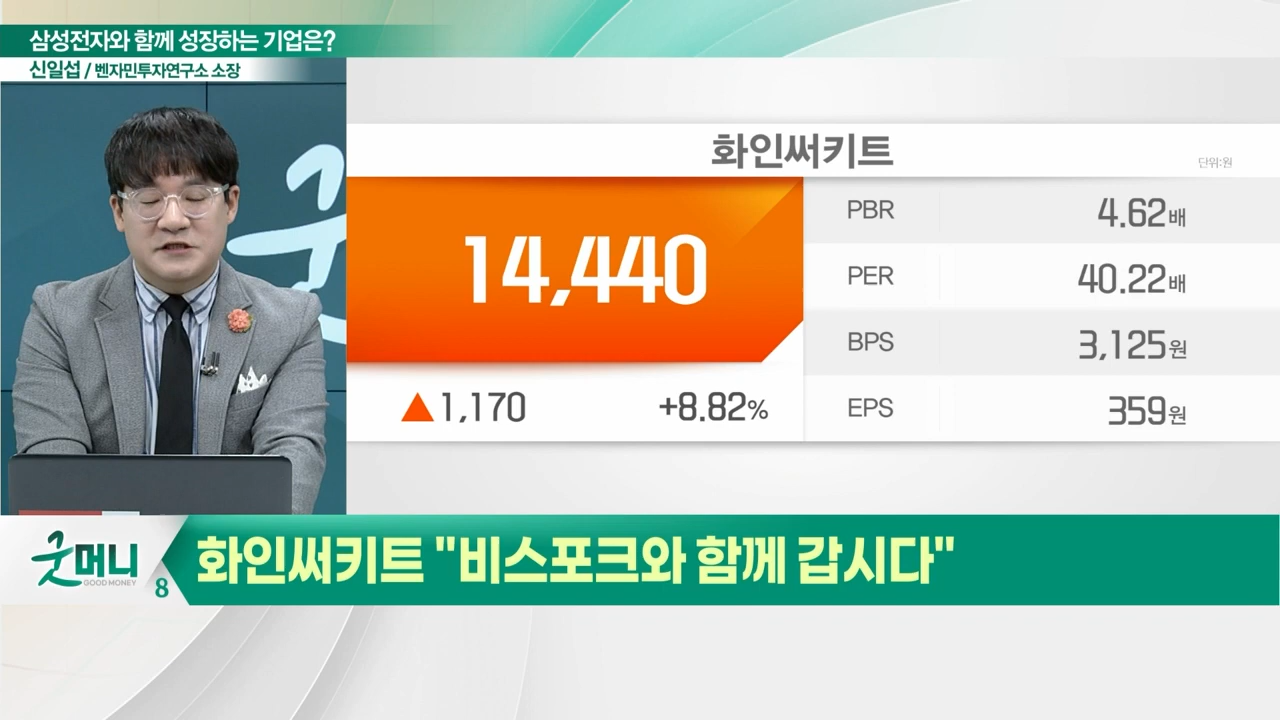 삼성전자와 함께 성장하는 기업은?
신일섭 / 벤자민투자연구소 소장
화인써키트
단위:원
14,440
▲1,170 +8.82%
PBR 4.62배
PER 40.22배
BPS 3,125원
EPS 359원
굿머니
GOOD MONEY
8
화인써키트 "비스포크와 함께 갑시다"